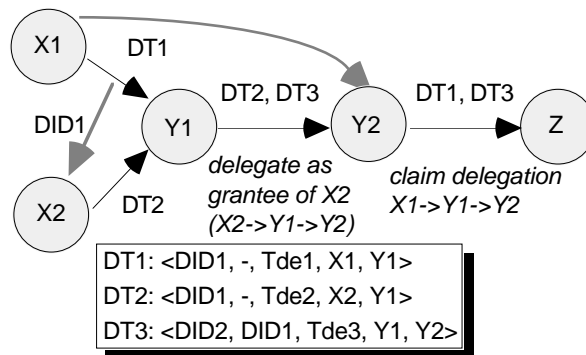 X1
DT1
DT2, DT3
DT1, DT3
DID1
Y1
Y2
Z
X2
DT2
delegate as
grantee of X2
(X2->Y1->Y2)
claim delegation
X1->Y1->Y2
DT1: <DID1, -, Tde1, X1, Y1>
DT2: <DID1, -, Tde2, X2, Y1>
DT3: <DID2, DID1, Tde3, Y1, Y2>